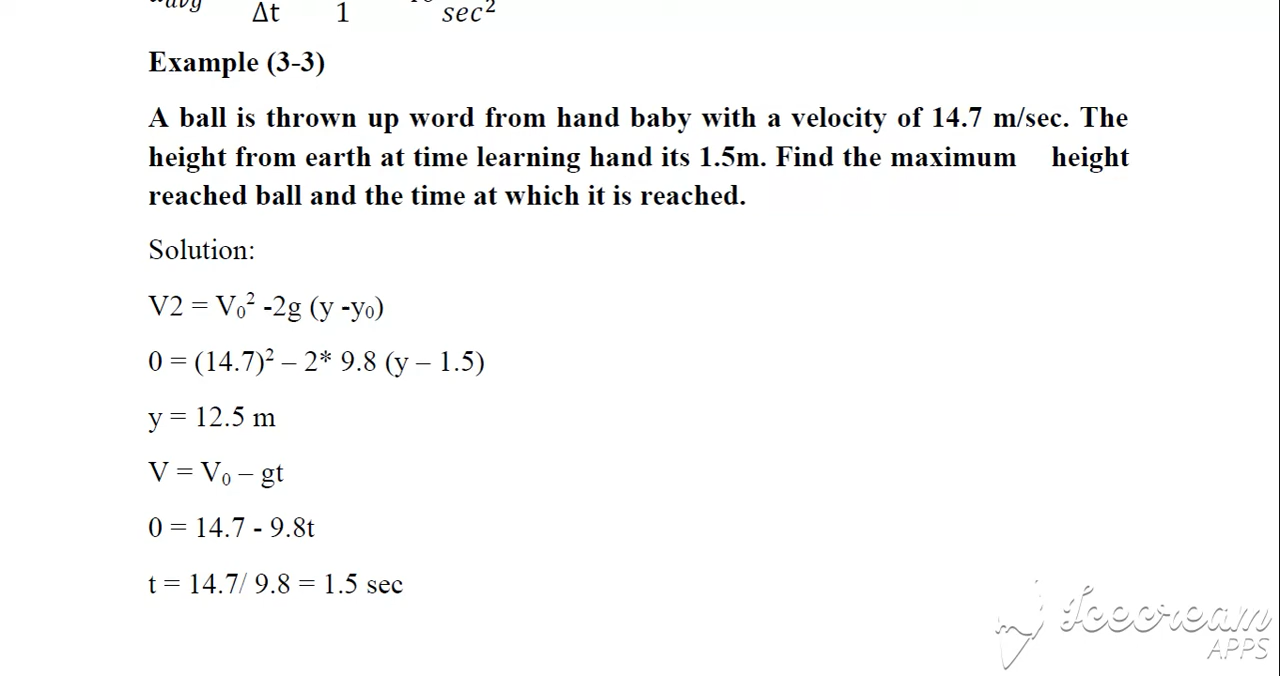 Δt 1 sec²
Example (3-3)
A ball is thrown up word from hand baby with a velocity of 14.7 m/sec. The
height from earth at time learning hand its 1.5m. Find the maximum height
reached ball and the time at which it is reached.
Solution:
V2 = V₀² -2g (y -y₀)
0 = (14.7)² – 2* 9.8 (y – 1.5)
y = 12.5 m
V = V₀ – gt
0 = 14.7 - 9.8t
t = 14.7/ 9.8 = 1.5 sec
Icecream
APPS